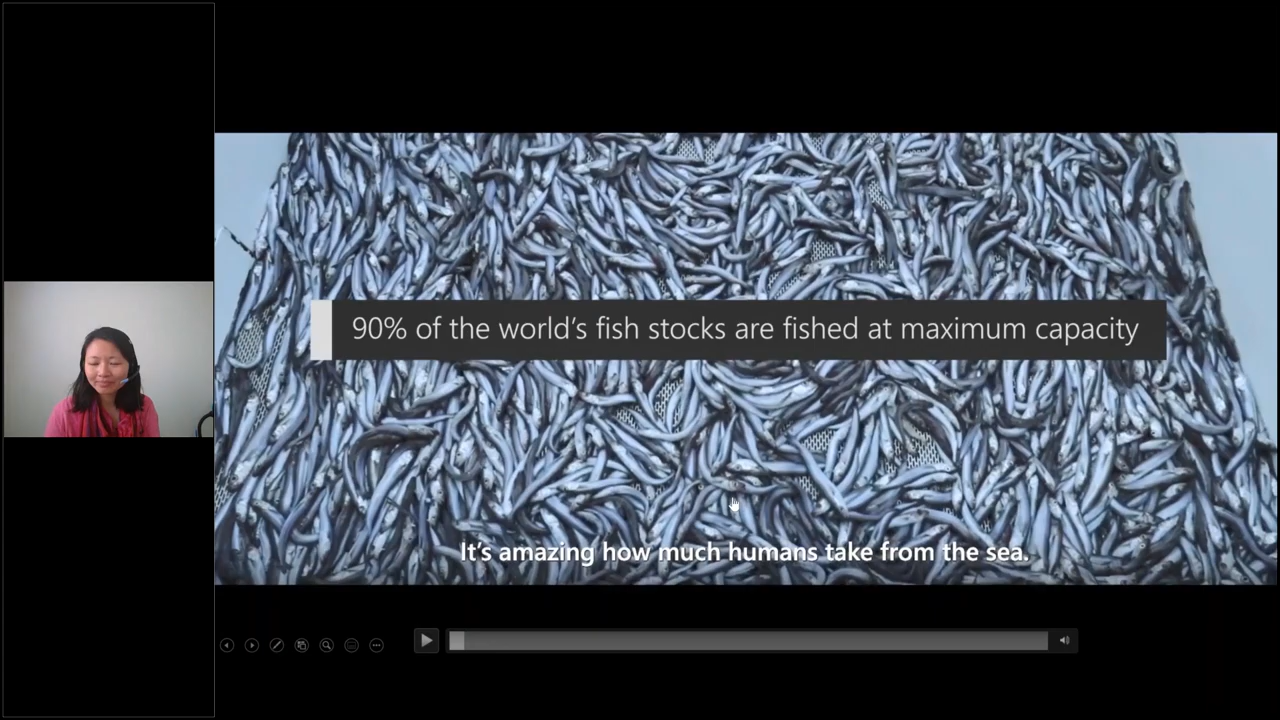 90% of the world's fish stocks are fished at maximum capacity
It's amazing how much humans take from the sea.